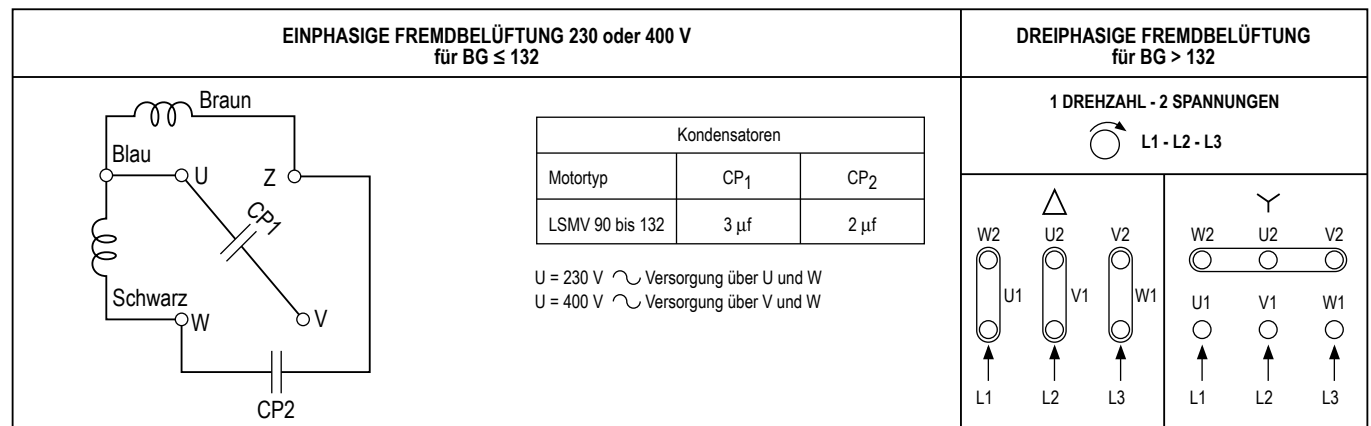 EINPHASIGE FREMDBELÜFTUNG 230 oder 400 V
für BG ≤ 132
Braun
Blau
U
Z
CP1
Schwarz
W
V
CP2
Kondensatoren
Motortyp CP1 CP2
LSMV 90 bis 132 3 µf 2 µf
U = 230 V Versorgung über U und W
U = 400 V Versorgung über V und W
DREIPHASIGE FREMDBELÜFTUNG
für BG > 132
1 DREHZAHL - 2 SPANNUNGEN
L1 - L2 - L3
W2 U2 V2
U1 V1 W1
L1 L2 L3
W2 U2 V2
U1 V1 W1
L1 L2 L3